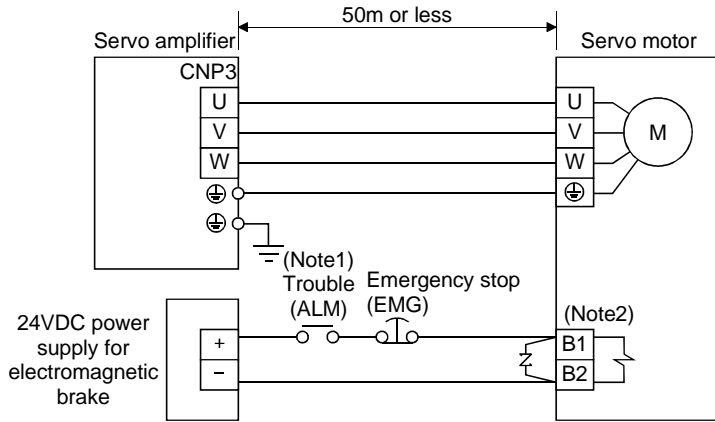 50m or less
Servo amplifier
Servo motor
CNP3
U
U
V
V
M
W
W
(Note1)
Trouble
(ALM)
Emergency stop
(EMG)
24VDC power
supply for
electromagnetic
brake
+
−
(Note2)
B1
B2